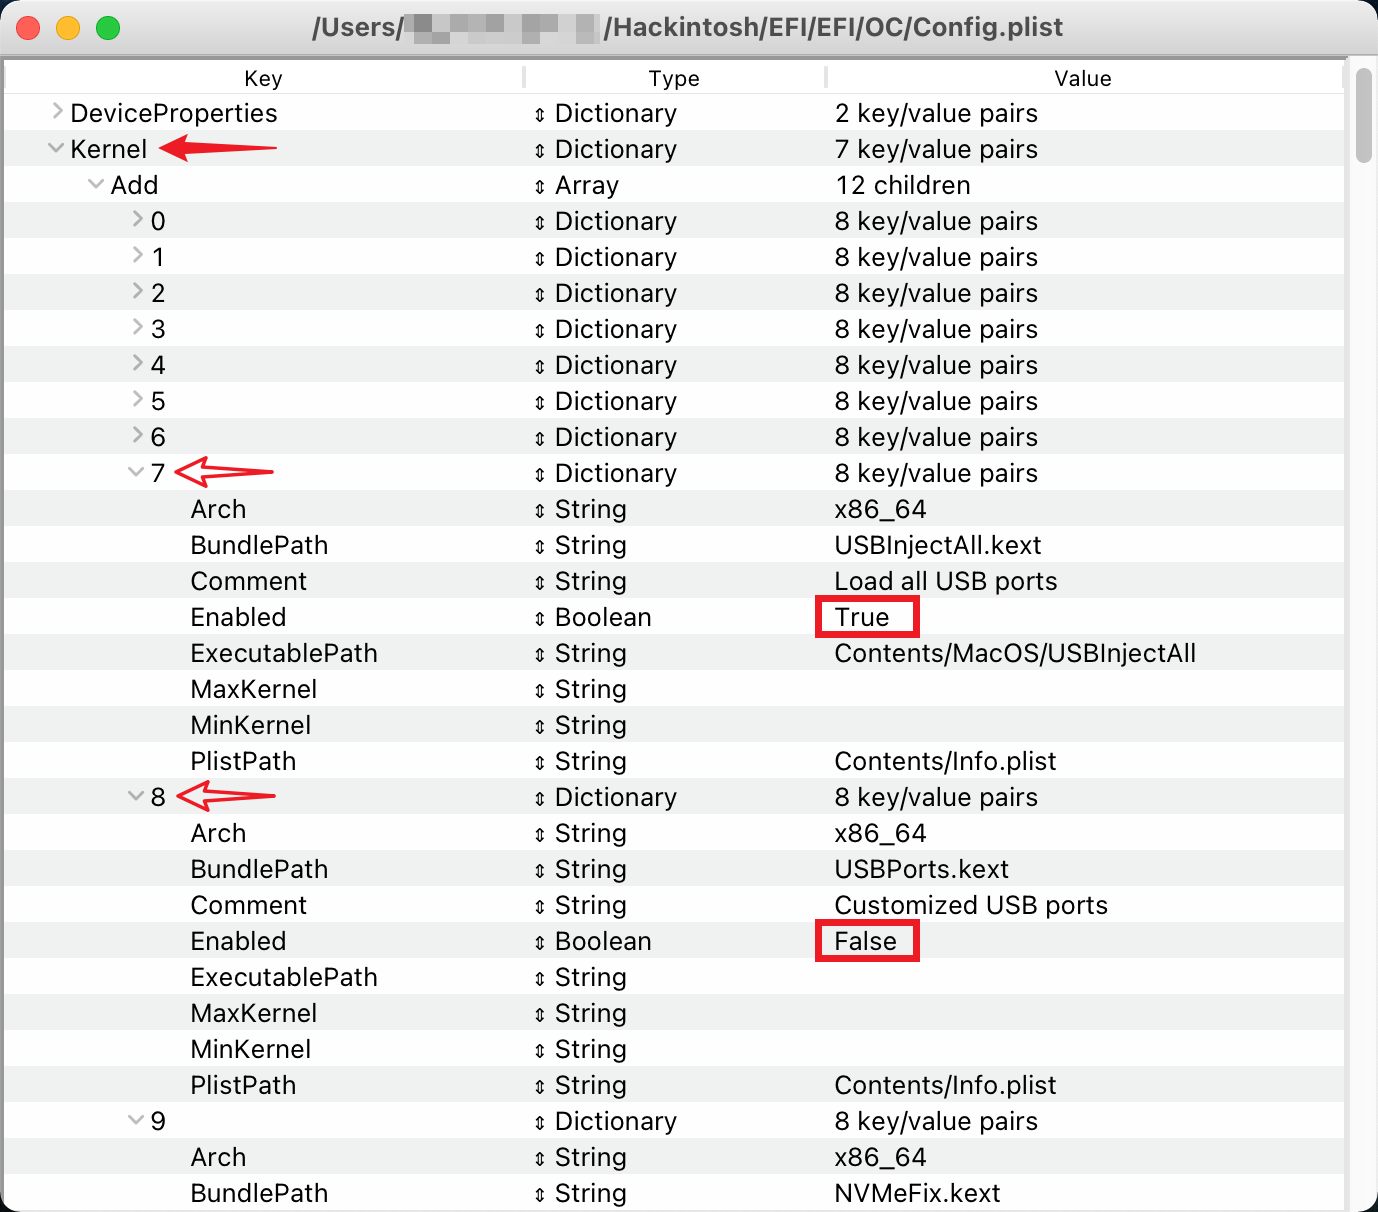 /Users/ /Hackintosh/EFI/EFI/OC/Config.plist
Key Type Value
DeviceProperties Dictionary 2 key/value pairs
Kernel Dictionary 7 key/value pairs
Add Array 12 children
0 Dictionary 8 key/value pairs
1 Dictionary 8 key/value pairs
2 Dictionary 8 key/value pairs
3 Dictionary 8 key/value pairs
4 Dictionary 8 key/value pairs
5 Dictionary 8 key/value pairs
6 Dictionary 8 key/value pairs
7 Dictionary 8 key/value pairs
Arch String x86_64
BundlePath String USBInjectAll.kext
Comment String Load all USB ports
Enabled Boolean True
ExecutablePath String Contents/MacOS/USBInjectAll
MaxKernel String
MinKernel String
PlistPath String Contents/Info.plist
8 Dictionary 8 key/value pairs
Arch String x86_64
BundlePath String USBPorts.kext
Comment String Customized USB ports
Enabled Boolean False
ExecutablePath String
MaxKernel String
MinKernel String
PlistPath String Contents/Info.plist
9 Dictionary 8 key/value pairs
Arch String x86_64
BundlePath String NVMeFix.kext